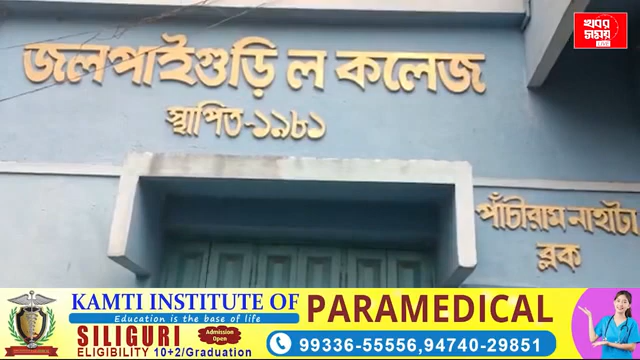 খবর
সময়
LIVE
জলপাইগুড়ি ল কলেজ
স্থাপিত-১৯৮১
পাঁচীরাম নাহাটা
ব্লক
KAMTI INSTITUTE OF PARAMEDICAL
Education is the base of life
SILIGURI
Admission
Open
ELIGIBILITY 10+2/Graduation
99336-55556,94740-29851